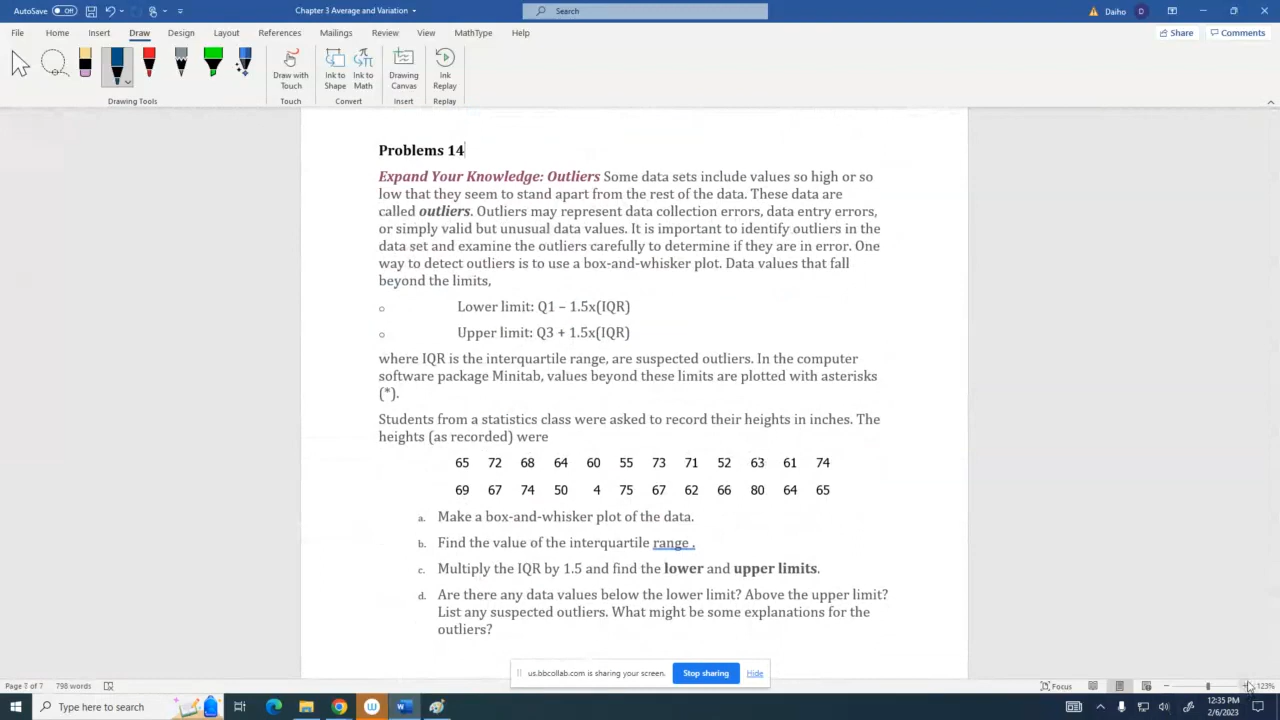 AutoSave Off Chapter 3 Average and Variation Search Daiho
File Home Insert Draw Design Layout References Mailings Review View MathType Help Share Comments
Draw with Touch Ink to Shape Ink to Math Drawing Canvas Ink Replay
Drawing Tools Touch Convert Insert Replay
Problems 14
Expand Your Knowledge: Outliers Some data sets include values so high or so
low that they seem to stand apart from the rest of the data. These data are
called outliers. Outliers may represent data collection errors, data entry errors,
or simply valid but unusual data values. It is important to identify outliers in the
data set and examine the outliers carefully to determine if they are in error. One
way to detect outliers is to use a box-and-whisker plot. Data values that fall
beyond the limits,
o Lower limit: Q1 – 1.5x(IQR)
o Upper limit: Q3 + 1.5x(IQR)
where IQR is the interquartile range, are suspected outliers. In the computer
software package Minitab, values beyond these limits are plotted with asterisks
(*).
Students from a statistics class were asked to record their heights in inches. The
heights (as recorded) were
65 72 68 64 60 55 73 71 52 63 61 74
69 67 74 50 4 75 67 62 66 80 64 65
a. Make a box-and-whisker plot of the data.
b. Find the value of the interquartile range .
c. Multiply the IQR by 1.5 and find the lower and upper limits.
d. Are there any data values below the lower limit? Above the upper limit?
List any suspected outliers. What might be some explanations for the
outliers?
us.bbcollab.com is sharing your screen. Stop sharing Hide
Page 7 of 7 798 words Focus 123%
Type here to search 12:35 PM
2/6/2023